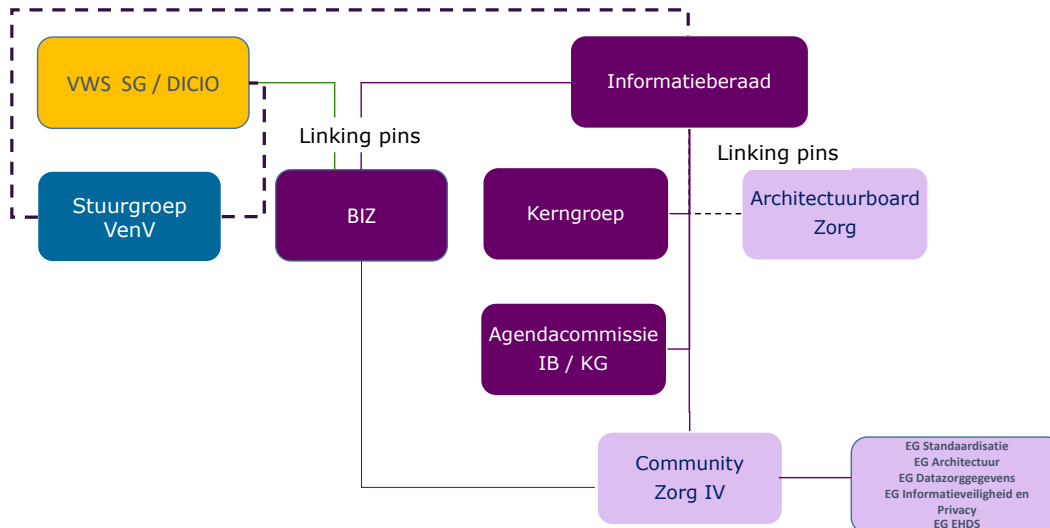 VWS SG / DICIO
Informatieberaad
Linking pins
Linking pins
Stuurgroep
VenV
BIZ
Kerngroep
Architectuurboard
Zorg
Agendacommissie
IB / KG
Community
Zorg IV
EG Standaardisatie
EG Architectuur
EG Datazorggegevens
EG Informatieveiligheid en
Privacy
EG EHDS